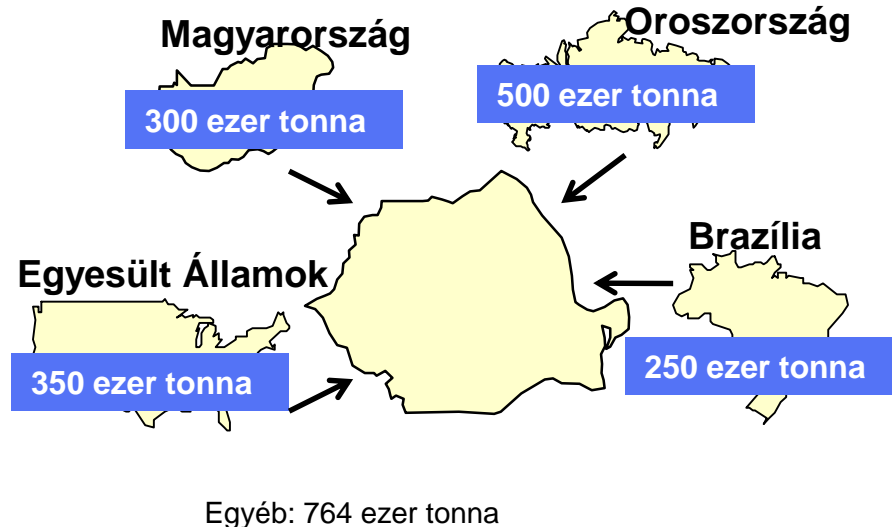 Magyarország
300 ezer tonna
Oroszország
500 ezer tonna
Egyesült Államok
350 ezer tonna
Brazília
250 ezer tonna
Egyéb: 764 ezer tonna